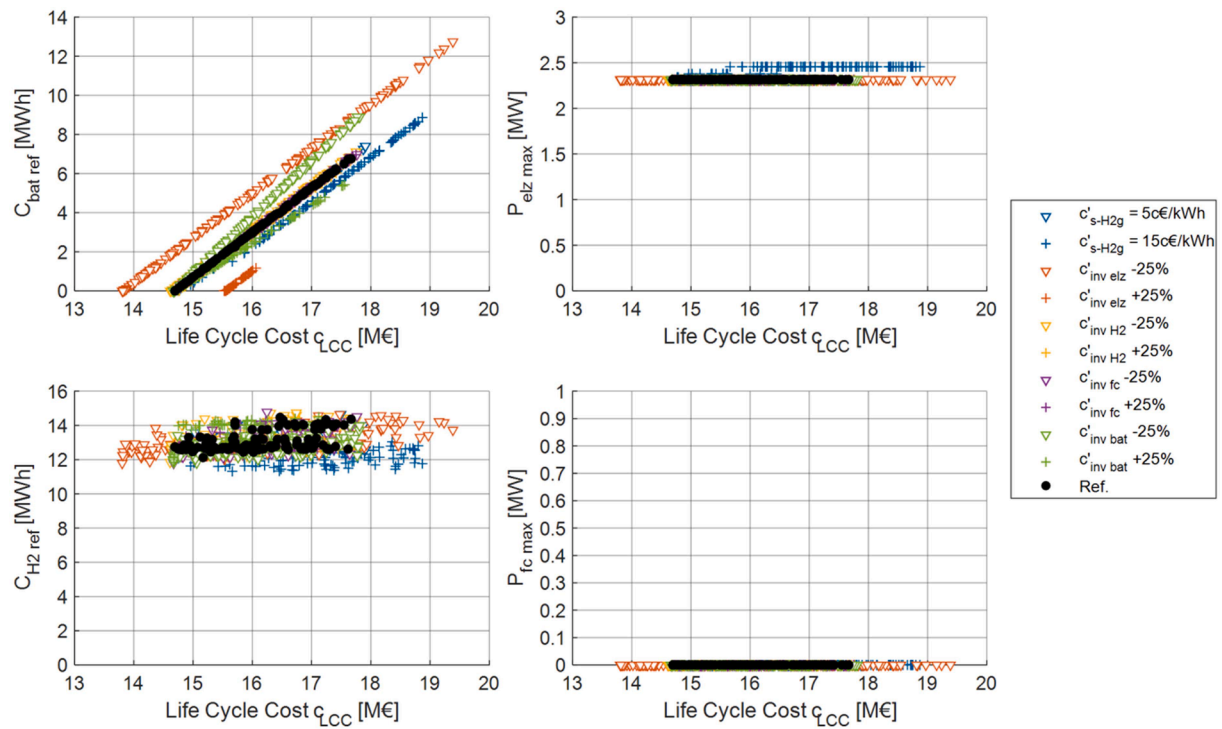 14
12
10
8
6
4
2
0
C_bat ref [MWh]
13 14 15 16 17 18 19 20
Life Cycle Cost c_LCC [M€]
3
2.5
2
1.5
1
0.5
0
P_elz max [MW]
13 14 15 16 17 18 19 20
Life Cycle Cost c_LCC [M€]
16
14
12
10
8
6
4
2
0
C_H2 ref [MWh]
13 14 15 16 17 18 19 20
Life Cycle Cost c_LCC [M€]
1
0.9
0.8
0.7
0.6
0.5
0.4
0.3
0.2
0.1
0
P_fc max [MW]
13 14 15 16 17 18 19 20
Life Cycle Cost c_LCC [M€]
c'_s-H2g = 5c€/kWh
c'_s-H2g = 15c€/kWh
c'_inv elz -25%
c'_inv elz +25%
c'_inv H2 -25%
c'_inv H2 +25%
c'_inv fc -25%
c'_inv fc +25%
c'_inv bat -25%
c'_inv bat +25%
Ref.